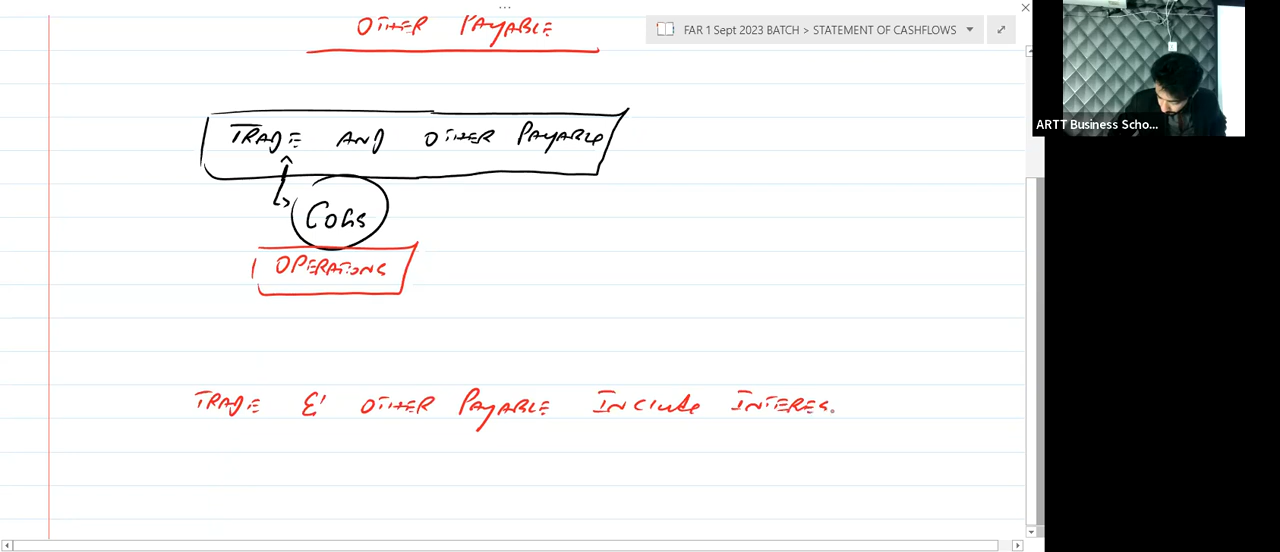 OTHER PAYABLE
FAR 1 Sept 2023 BATCH > STATEMENT OF CASHFLOWS
ARTT Business Scho...
TRADE AND OTHER PAYABLE
COGS
OPERATIONS
TRADE & OTHER PAYABLE INCLUDE INTERES.